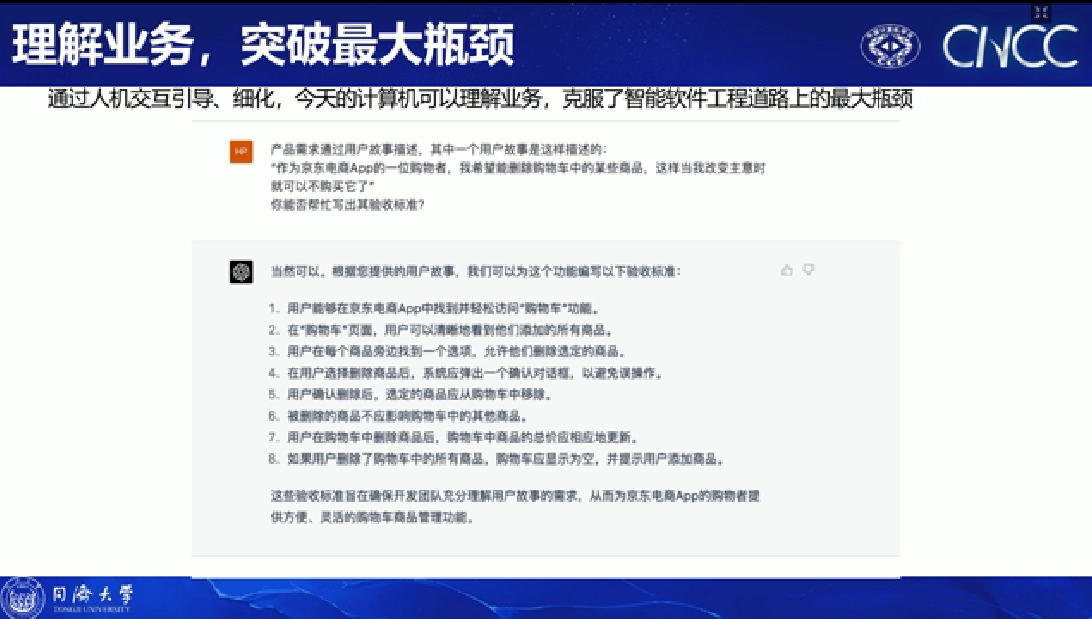 理解业务，突破最大瓶颈
CNCC
通过人机交互引导、细化，今天的计算机可以理解业务，克服了智能软件工程道路上的最大瓶颈
HP
产品需求通过用户故事描述，其中一个用户故事是这样描述的：
“作为京东电商App的一位购物者，我希望能删除购物车中的某些商品，这样当我改变主意时
就可以不购买它了”
你能否帮忙写出其验收标准？
当然可以，根据您提供的用户故事，我们可以为这个功能编写以下验收标准：
1. 用户能够在京东电商App中找到并轻松访问“购物车”功能。
2. 在“购物车”页面，用户可以清晰地看到他们添加的所有商品。
3. 用户在每个商品旁边找到一个选项，允许他们删除选定的商品。
4. 在用户选择删除商品后，系统应弹出一个确认对话框，以避免误操作。
5. 用户确认删除后，选定的商品应从购物车中移除。
6. 被删除的商品不应影响购物车中的其他商品。
7. 用户在购物车中删除商品后，购物车中商品的总价应相应地更新。
8. 如果用户删除了购物车中的所有商品，购物车应显示为空，并提示用户添加商品。
这些验收标准旨在确保开发团队充分理解用户故事的需求，从而为京东电商App的购物者提
供方便、灵活的购物车商品管理功能。
同济大学
TONGJI UNIVERSITY